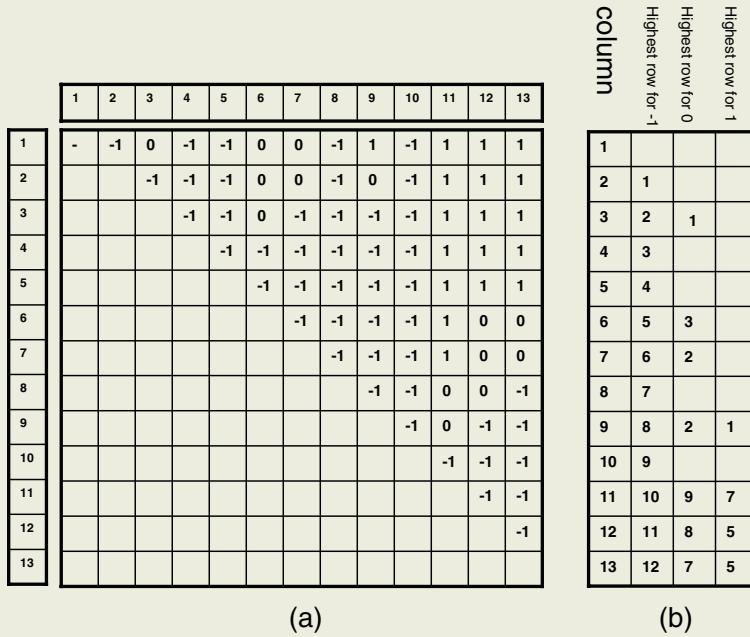 column
Highest row for -1
Highest row for 0
Highest row for 1
1 2 3 4 5 6 7 8 9 10 11 12 13
1 - -1 0 -1 -1 0 0 -1 1 -1 1 1 1
2 -1 -1 -1 0 0 -1 0 -1 1 1 1
3 -1 -1 0 -1 -1 -1 -1 1 1 1
4 -1 -1 -1 -1 -1 -1 1 1 1
5 -1 -1 -1 -1 -1 1 1 1
6 -1 -1 -1 -1 1 0 0
7 -1 -1 -1 1 0 0
8 -1 -1 0 0 -1
9 -1 0 -1 -1
10 -1 -1 -1
11 -1 -1
12 -1
13
(a)
1
2 1
3 2 1
4 3
5 4
6 5 3
7 6 2
8 7
9 8 2 1
10 9
11 10 9 7
12 11 8 5
13 12 7 5
(b)